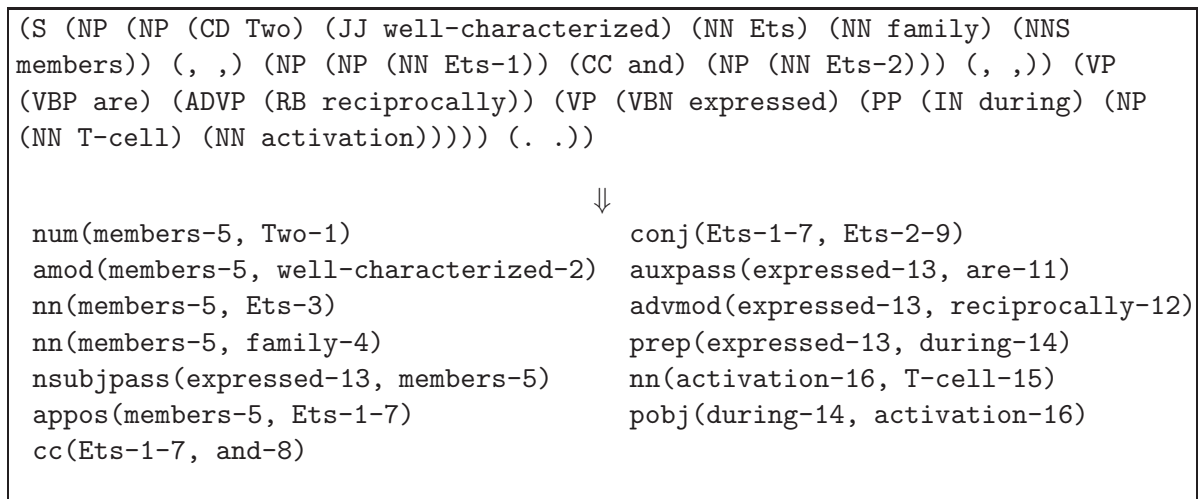 (S (NP (NP (CD Two) (JJ well-characterized) (NN Ets) (NN family) (NNS
members)) (, ,) (NP (NP (NN Ets-1)) (CC and) (NP (NN Ets-2))) (, ,)) (VP
(VBP are) (ADVP (RB reciprocally)) (VP (VBN expressed) (PP (IN during) (NP
(NN T-cell) (NN activation))))) (. .))
⇓
num(members-5, Two-1)
amod(members-5, well-characterized-2)
nn(members-5, Ets-3)
nn(members-5, family-4)
nsubjpass(expressed-13, members-5)
appos(members-5, Ets-1-7)
cc(Ets-1-7, and-8)
conj(Ets-1-7, Ets-2-9)
auxpass(expressed-13, are-11)
advmod(expressed-13, reciprocally-12)
prep(expressed-13, during-14)
nn(activation-16, T-cell-15)
pobj(during-14, activation-16)